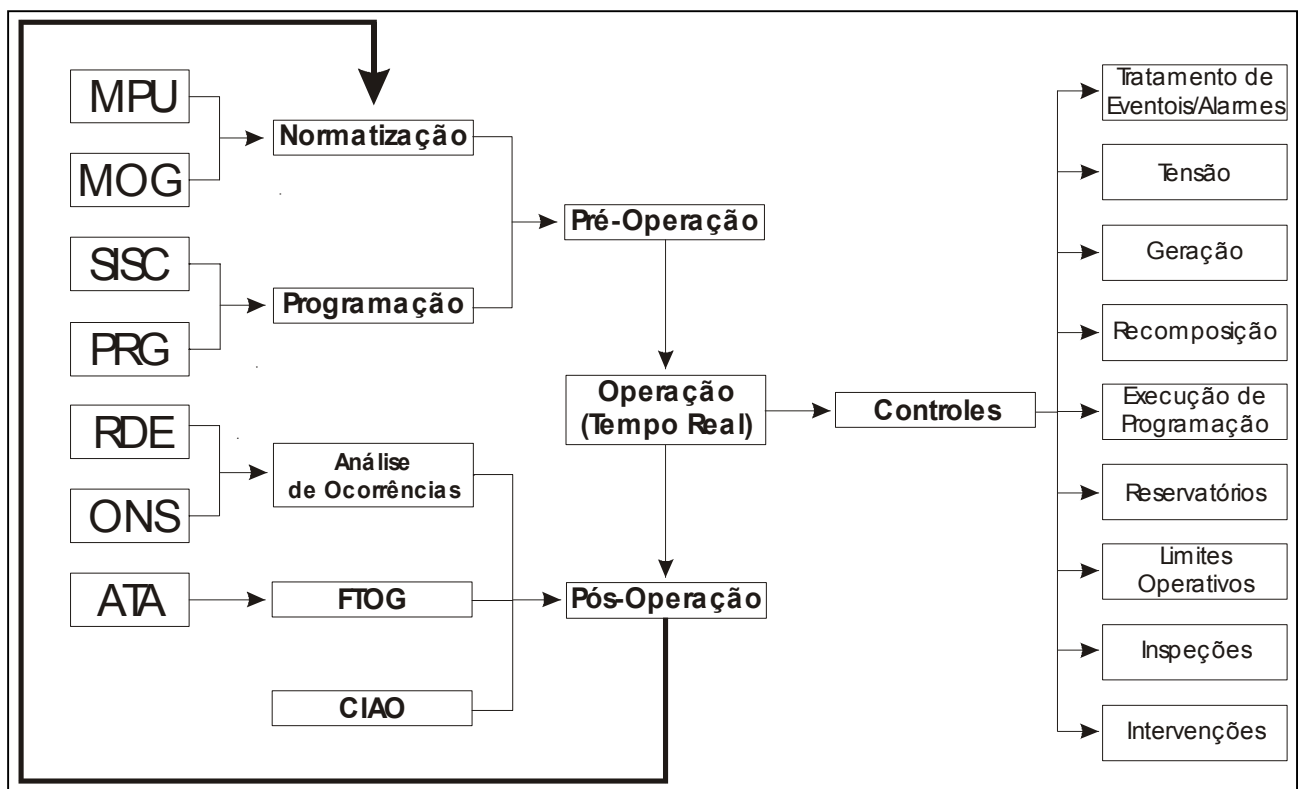 MPU
MOG
SISC
PRG
RDE
ONS
ATA
Normatização
Programação
Análise
de Ocorrências
FTOG
CIAO
Pré-Operação
Operação
(Tempo Real)
Pós-Operação
Controles
Tratamento de
Eventois/Alarmes
Tensão
Geração
Recomposição
Execução de
Programação
Reservatórios
Limites
Operativos
Inspeções
Intervenções